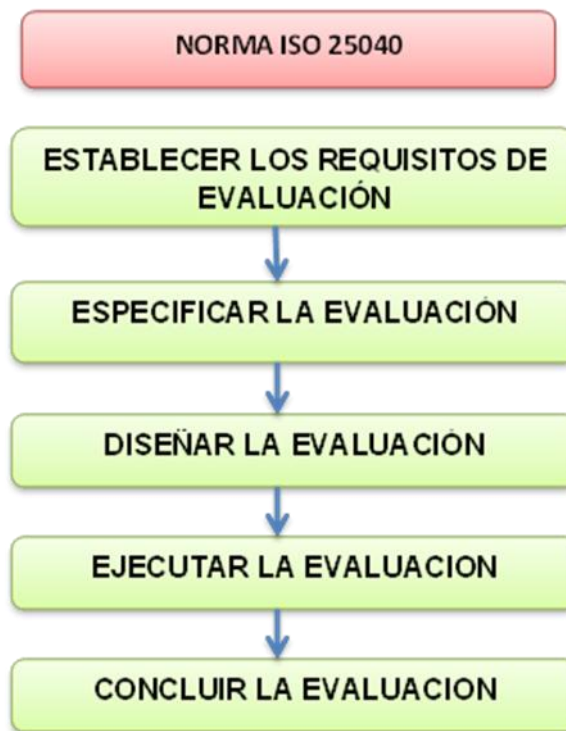 NORMA ISO 25040
ESTABLECER LOS REQUISITOS DE
EVALUACIÓN
ESPECIFICAR LA EVALUACIÓN
DISEÑAR LA EVALUACIÓN
EJECUTAR LA EVALUACION
CONCLUIR LA EVALUACION